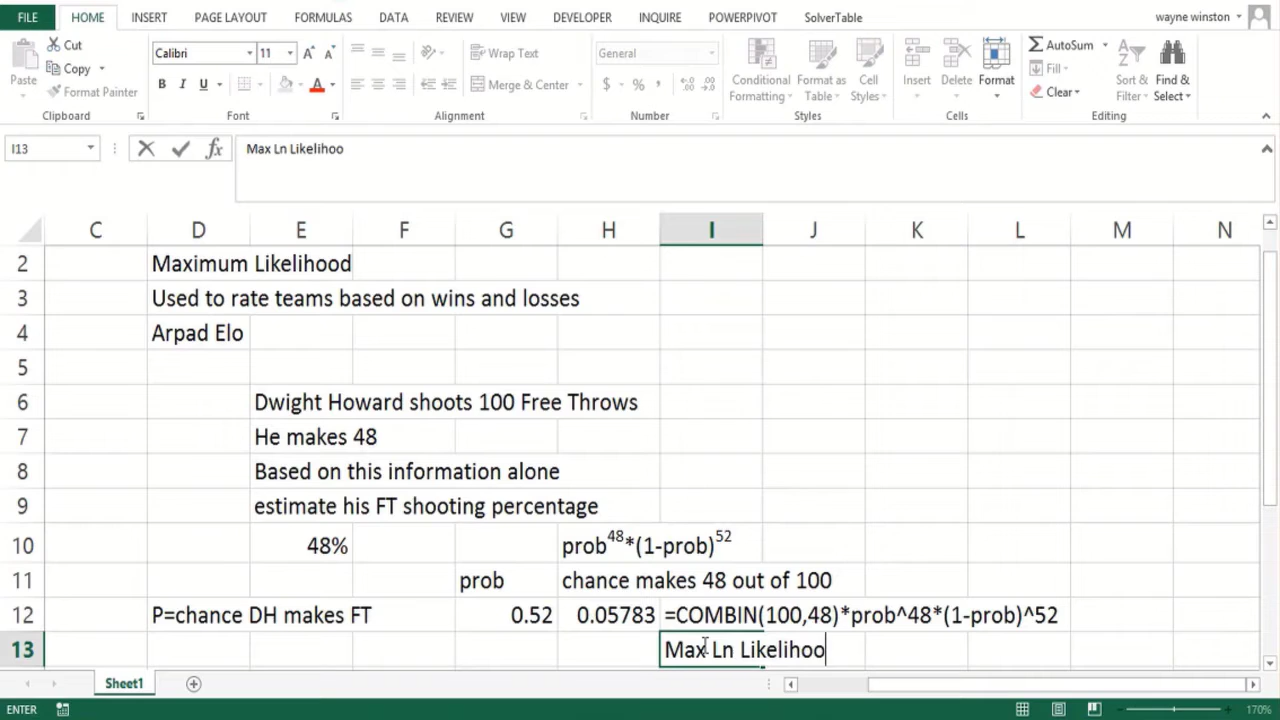 FILE HOME INSERT PAGE LAYOUT FORMULAS DATA REVIEW VIEW DEVELOPER INQUIRE POWERPIVOT SolverTable wayne winston
Cut
Copy
Format Painter
Paste
Clipboard
Calibri 11 A A
B I U A
Font
Wrap Text
Merge & Center
Alignment
General
$ % , .00 .0
Number
Conditional Formatting
Format as Table
Cell Styles
Styles
Insert Delete Format
Cells
AutoSum
Fill
Clear
Sort & Filter
Find & Select
Editing
I13 fx Max Ln Likelihoo
C D E F G H I J K L M N
2 Maximum Likelihood
3 Used to rate teams based on wins and losses
4 Arpad Elo
5
6 Dwight Howard shoots 100 Free Throws
7 He makes 48
8 Based on this information alone
9 estimate his FT shooting percentage
10 48% prob^48*(1-prob)^52
11 prob chance makes 48 out of 100
12 P=chance DH makes FT 0.52 0.05783 =COMBIN(100,48)*prob^48*(1-prob)^52
13 Max Ln Likelihoo
Sheet1
ENTER 170%